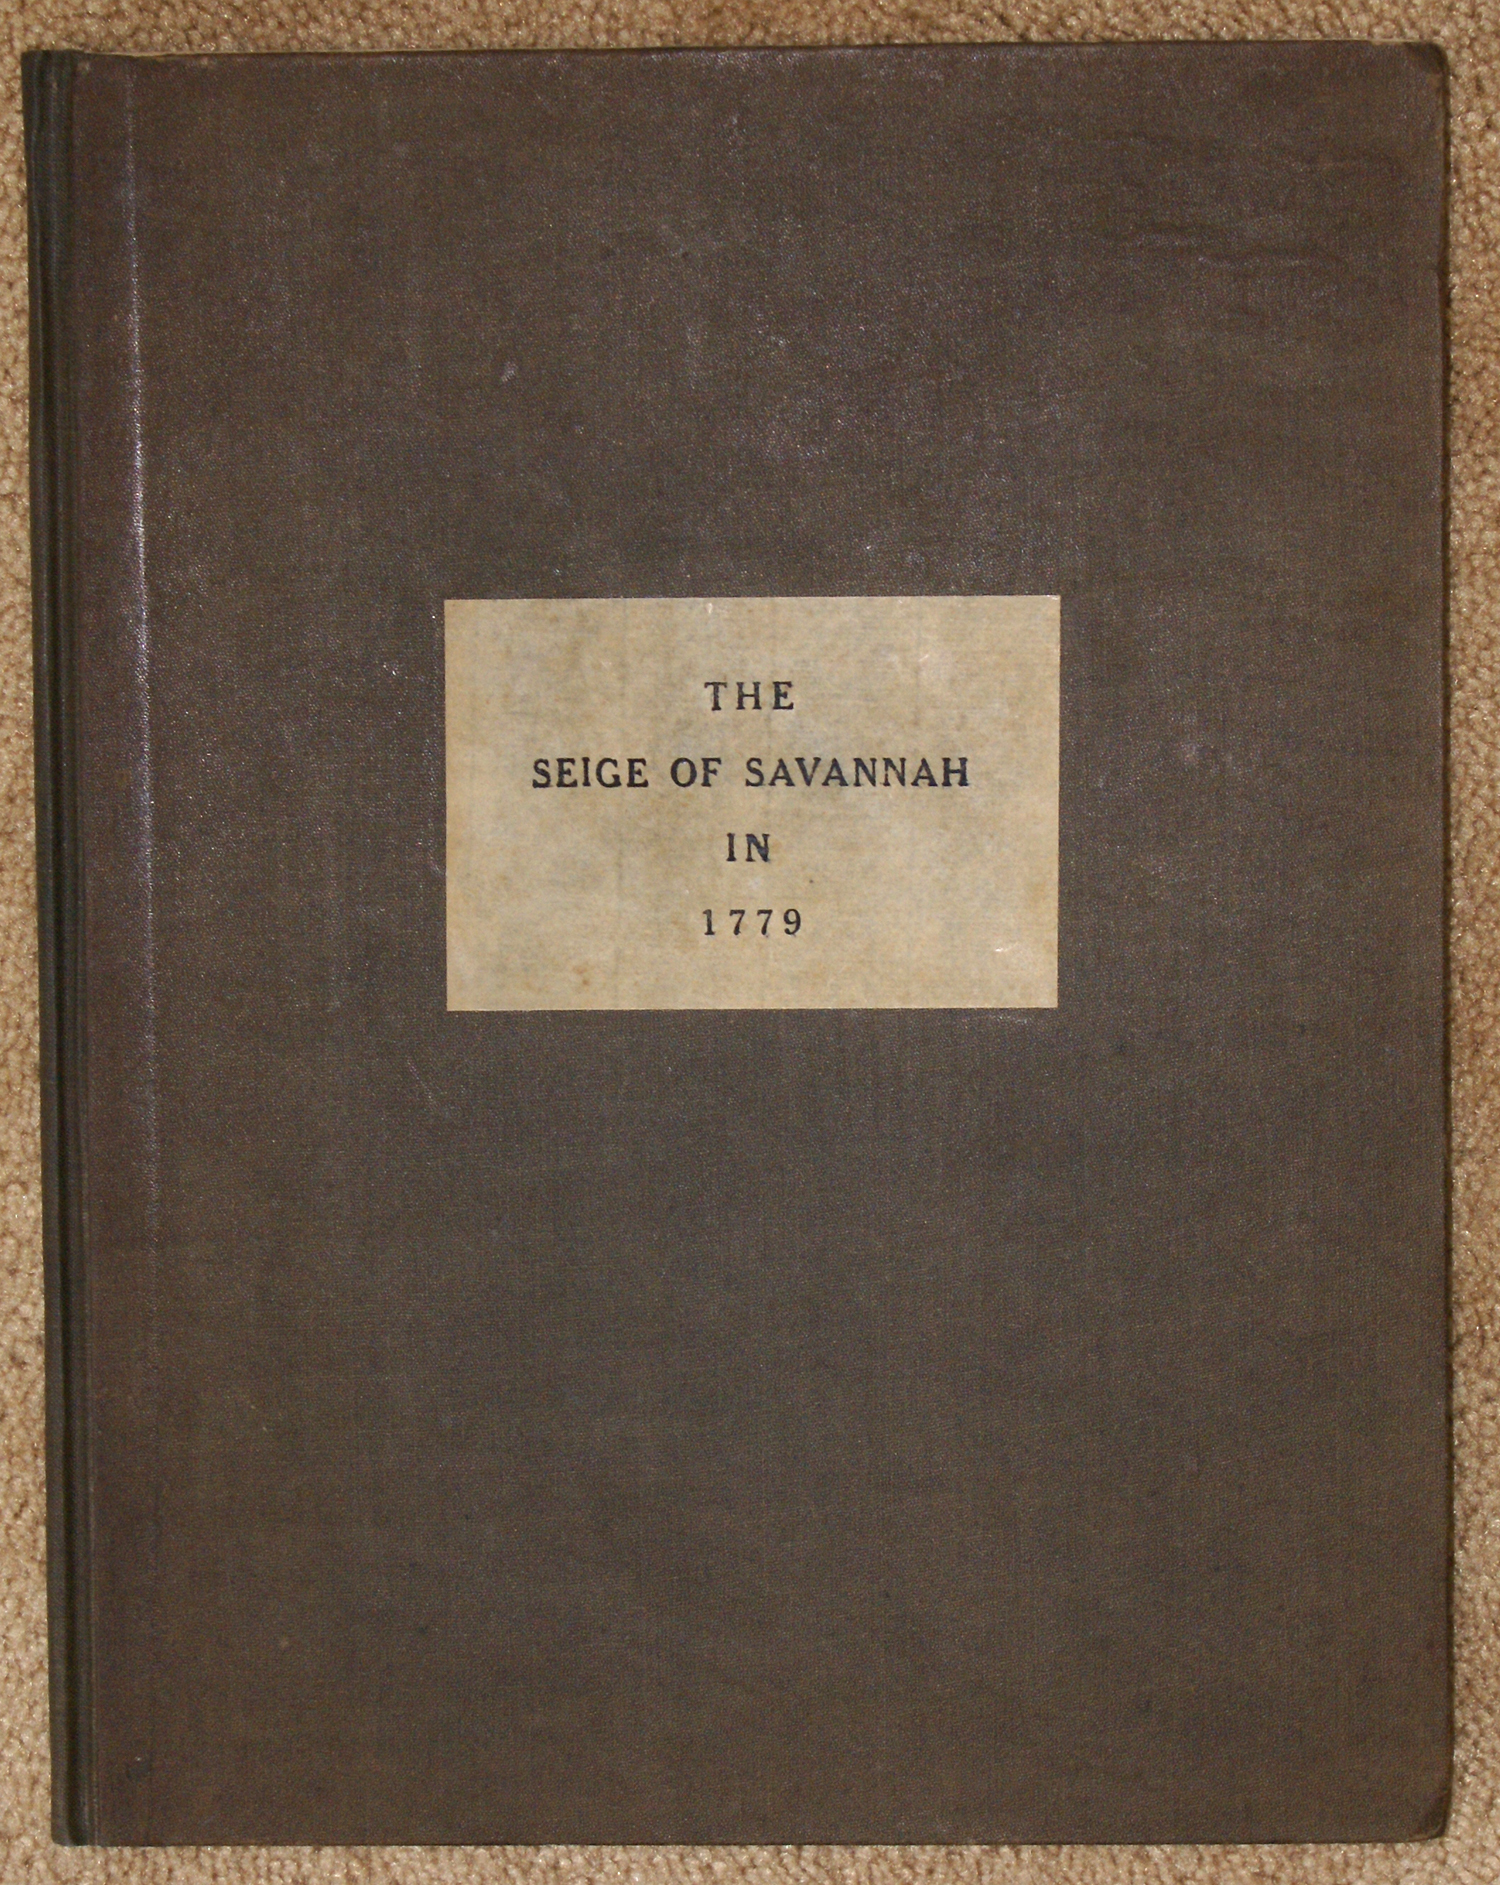 THE
SEIGE OF SAVANNAH
IN
1779